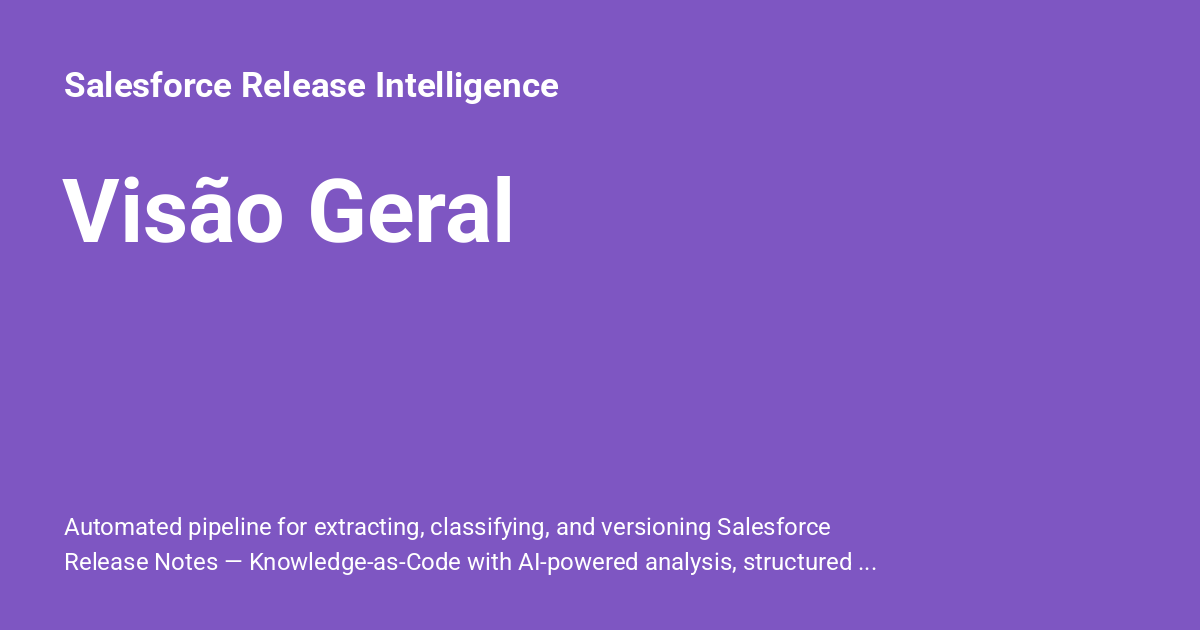 Salesforce Release Intelligence
Visão Geral
Automated pipeline for extracting, classifying, and versioning Salesforce
Release Notes — Knowledge-as-Code with AI-powered analysis, structured ...